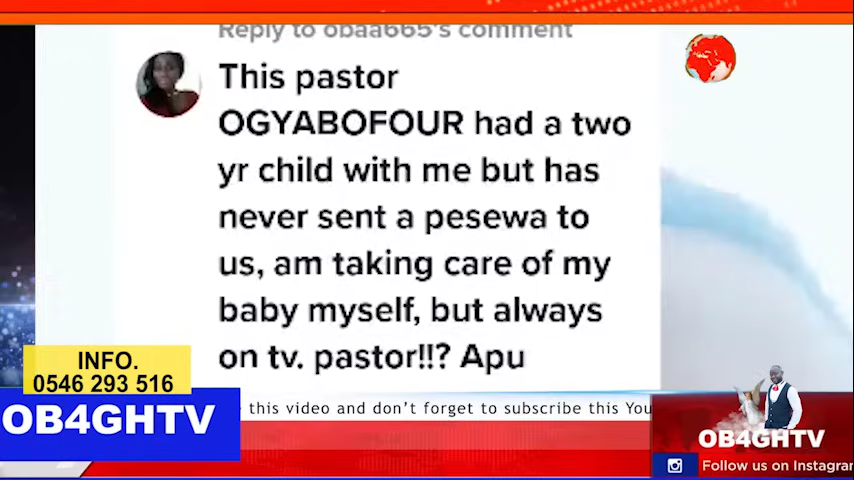 Reply to obaa665's comment
This pastor
OGYABOFOUR had a two
yr child with me but has
never sent a pesewa to
us, am taking care of my
baby myself, but always
on tv. pastor!!? Apu
INFO.
0546 293 516
OB4GHTV
this video and don't forget to subscribe this You
OB4GHTV
Follow us on Instagram